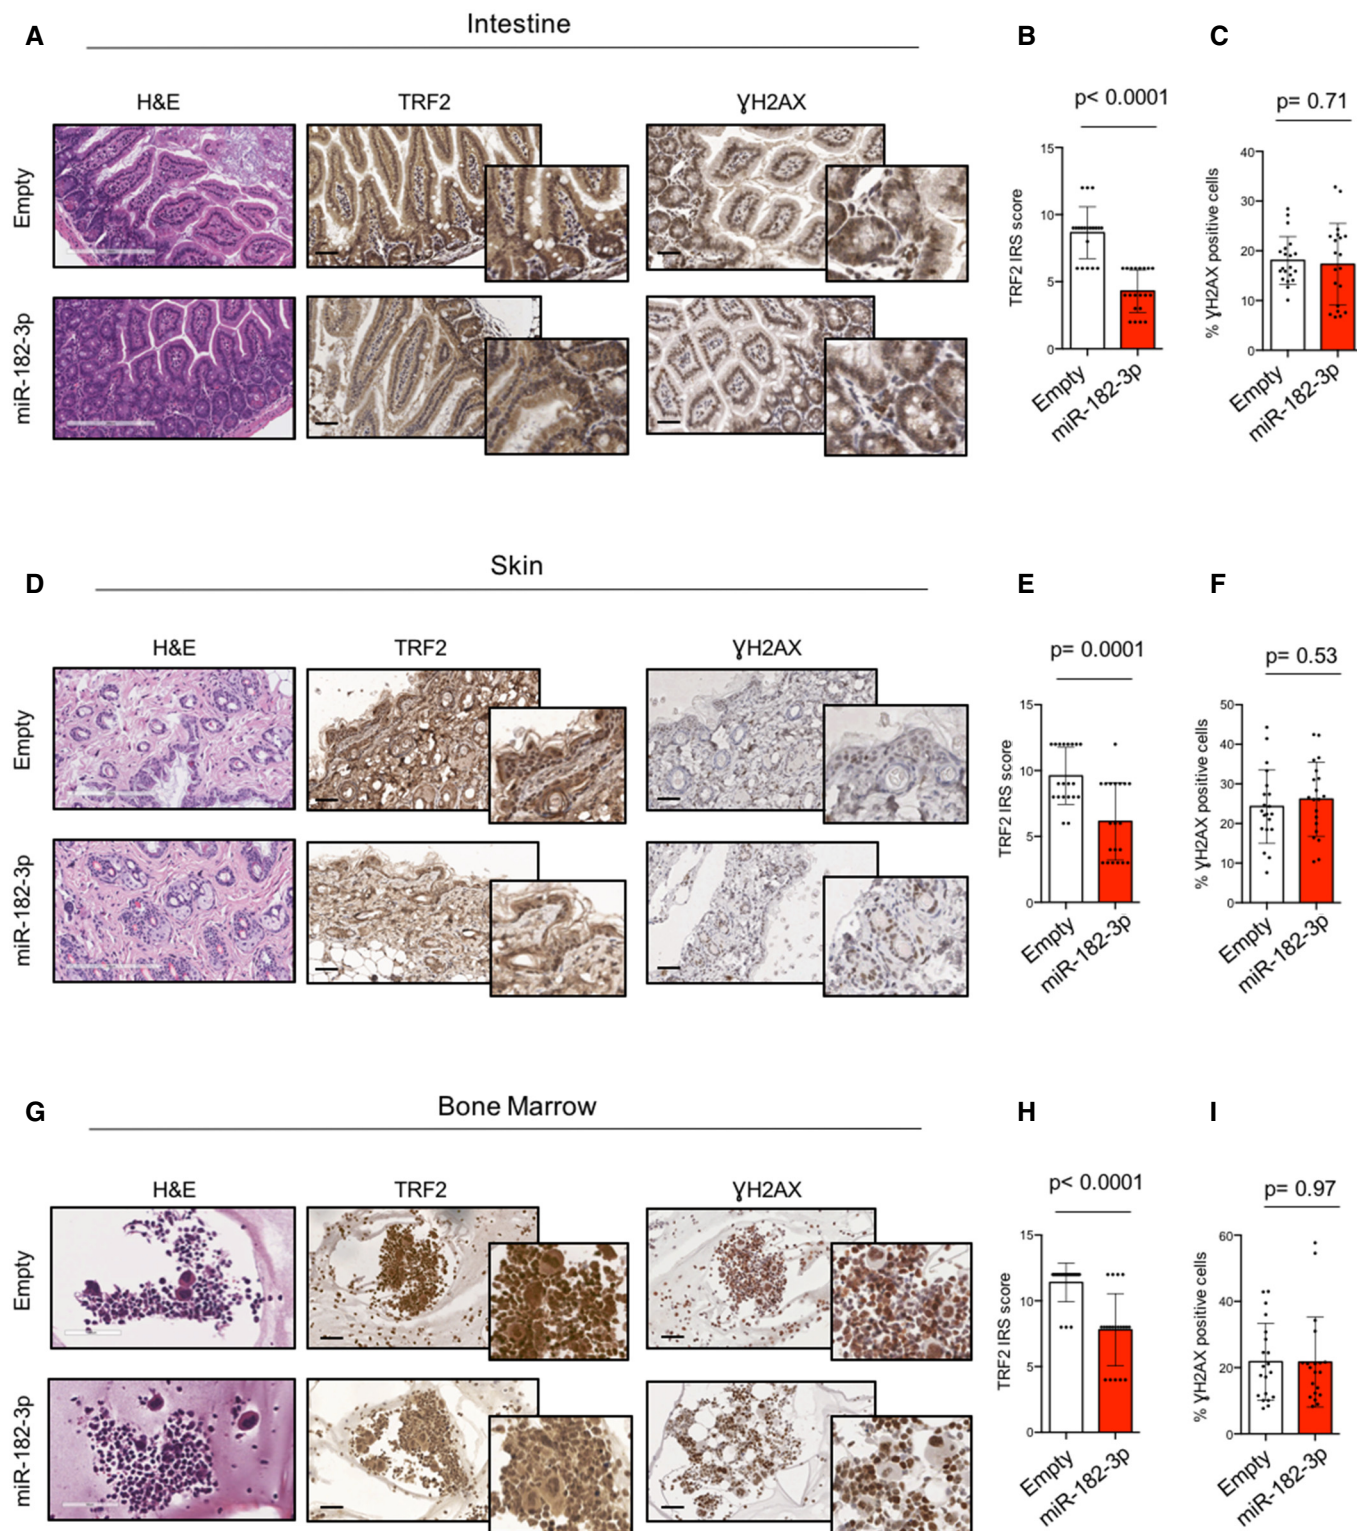 A
Intestine
B
C
H&E
TRF2
ƔH2AX
p< 0.0001
p= 0.71
Empty
miR-182-3p
TRF2 IRS score
15
10
5
0
Empty
miR-182-3p
% ƔH2AX positive cells
40
30
20
10
0
Empty
miR-182-3p
D
Skin
E
F
H&E
TRF2
ƔH2AX
p= 0.0001
p= 0.53
Empty
miR-182-3p
TRF2 IRS score
15
10
5
0
Empty
miR-182-3p
% ƔH2AX positive cells
50
40
30
20
10
0
Empty
miR-182-3p
G
Bone Marrow
H
I
H&E
TRF2
ƔH2AX
p< 0.0001
p= 0.97
Empty
miR-182-3p
TRF2 IRS score
15
10
5
0
Empty
miR-182-3p
% ƔH2AX positive cells
60
40
20
0
Empty
miR-182-3p